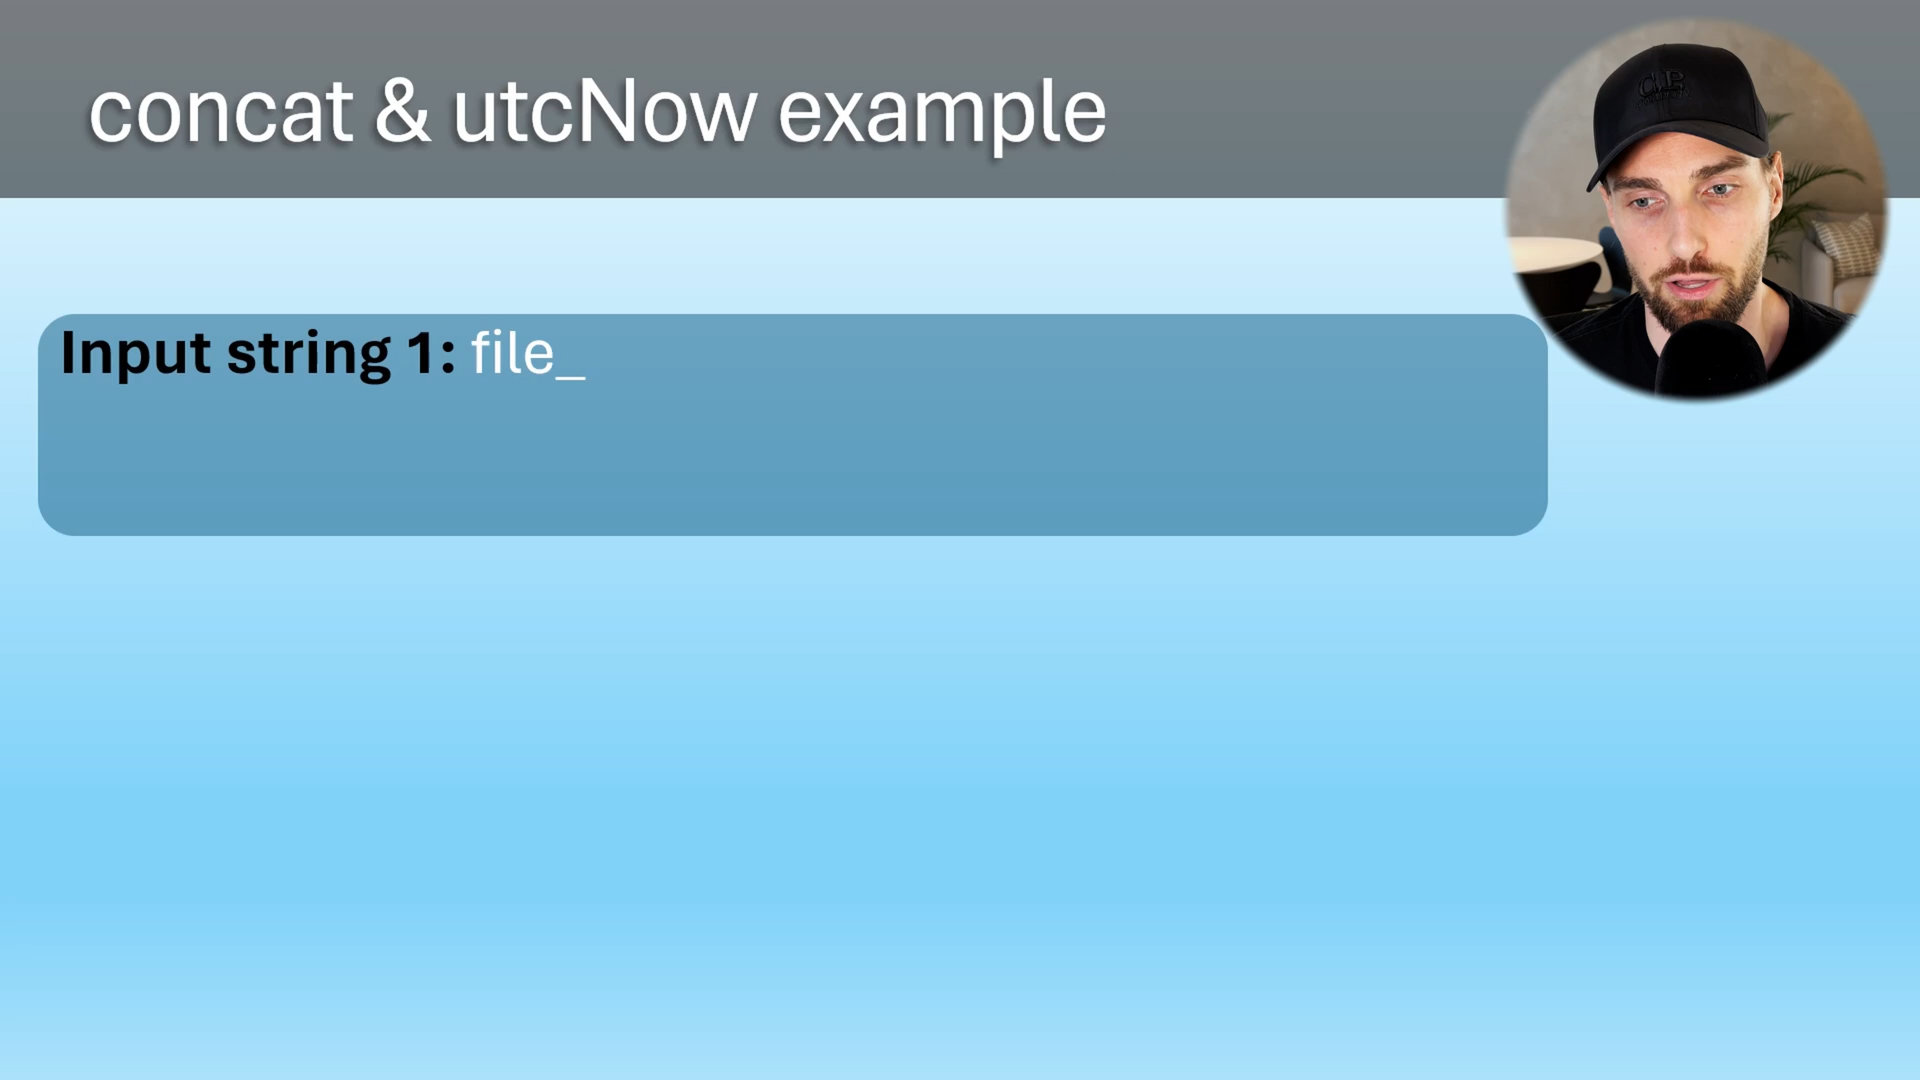 concat & utcNow example
Input string 1: file_